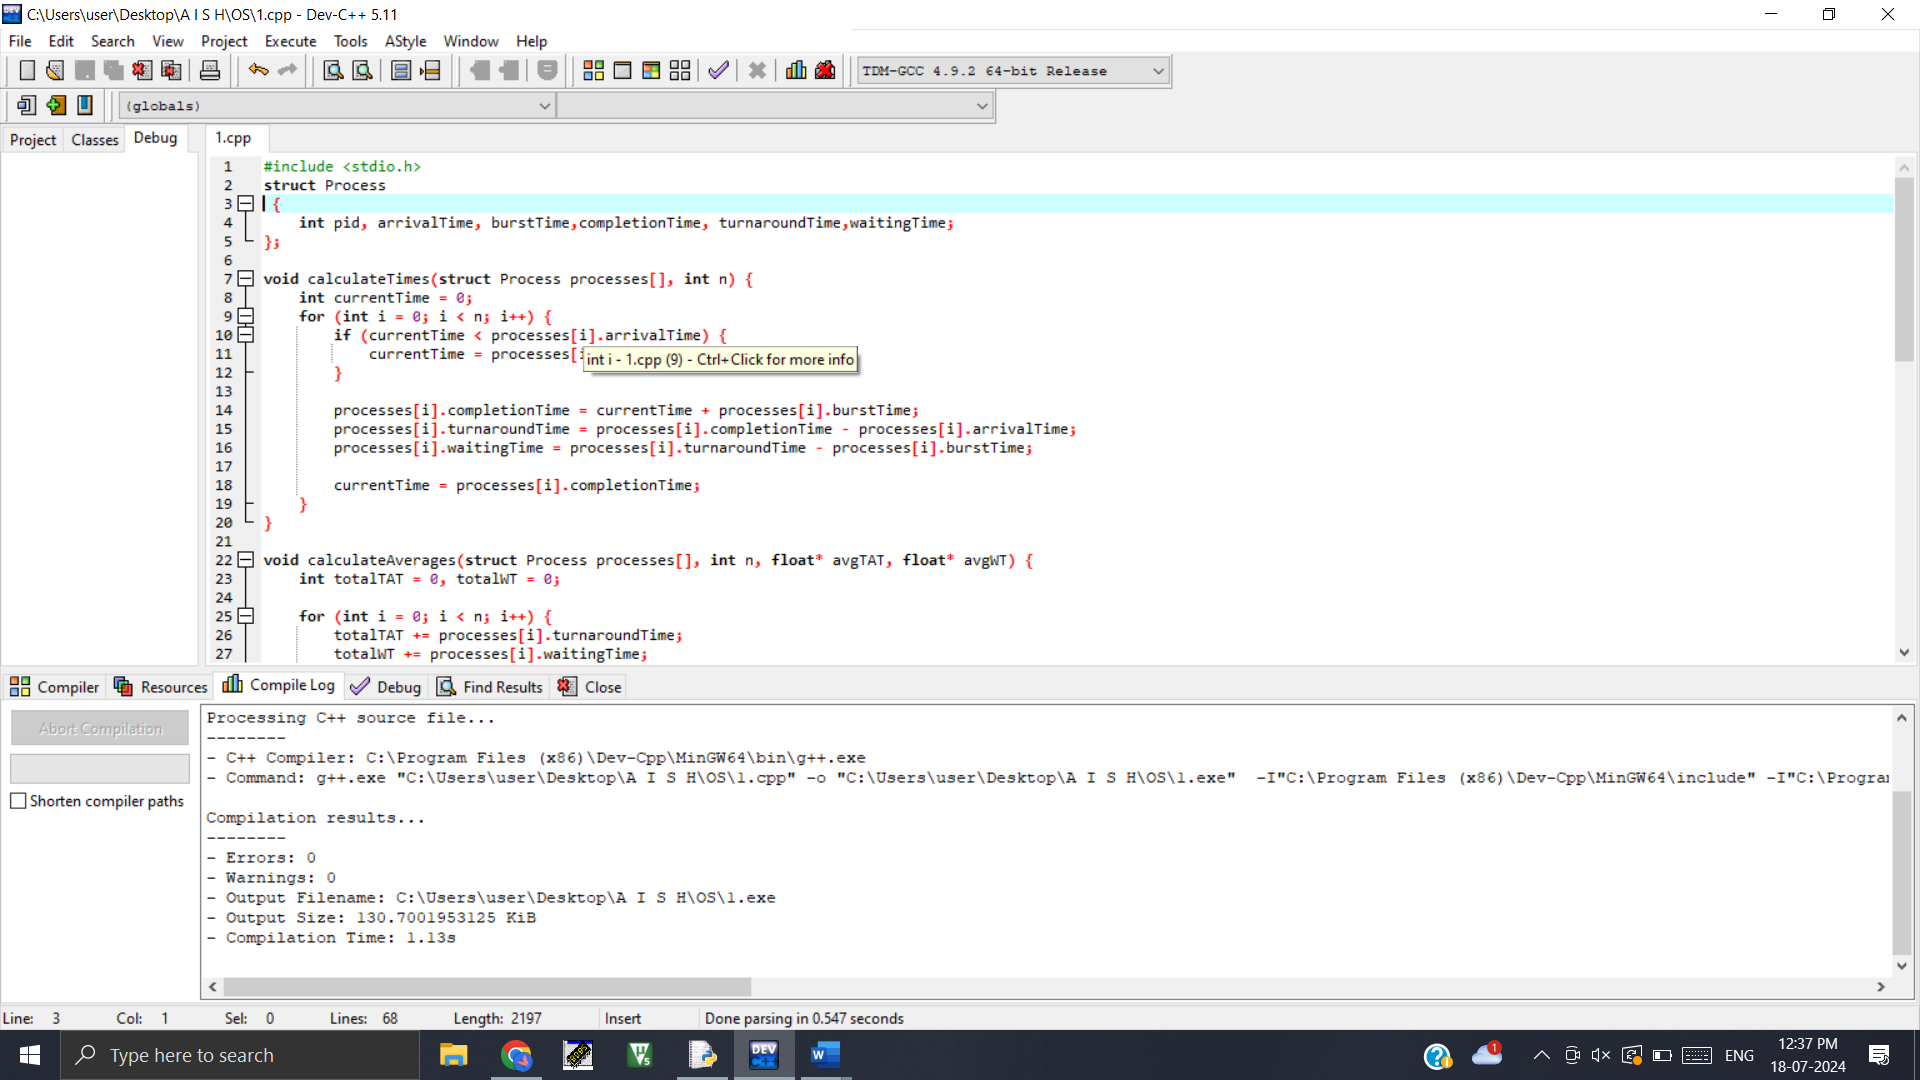 C:\Users\user\Desktop\A I S H\OS\1.cpp - Dev-C++ 5.11
File Edit Search View Project Execute Tools AStyle Window Help
TDM-GCC 4.9.2 64-bit Release
(globals)
Project Classes Debug 1.cpp
1 #include <stdio.h>
2 struct Process
3 {
4 int pid, arrivalTime, burstTime,completionTime, turnaroundTime,waitingTime;
5 };
6
7 void calculateTimes(struct Process processes[], int n) {
8 int currentTime = 0;
9 for (int i = 0; i < n; i++) {
10 if (currentTime < processes[i].arrivalTime) {
11 currentTime = processes[i
int i - 1.cpp (9) - Ctrl+Click for more info
12 }
13
14 processes[i].completionTime = currentTime + processes[i].burstTime;
15 processes[i].turnaroundTime = processes[i].completionTime - processes[i].arrivalTime;
16 processes[i].waitingTime = processes[i].turnaroundTime - processes[i].burstTime;
17
18 currentTime = processes[i].completionTime;
19 }
20 }
21
22 void calculateAverages(struct Process processes[], int n, float* avgTAT, float* avgWT) {
23 int totalTAT = 0, totalWT = 0;
24
25 for (int i = 0; i < n; i++) {
26 totalTAT += processes[i].turnaroundTime;
27 totalWT += processes[i].waitingTime;
Compiler Resources Compile Log Debug Find Results Close
Abort Compilation
Shorten compiler paths
Processing C++ source file...
--------
- C++ Compiler: C:\Program Files (x86)\Dev-Cpp\MinGW64\bin\g++.exe
- Command: g++.exe "C:\Users\user\Desktop\A I S H\OS\1.cpp" -o "C:\Users\user\Desktop\A I S H\OS\1.exe" -I"C:\Program Files (x86)\Dev-Cpp\MinGW64\include" -I"C:\Progra
Compilation results...
--------
- Errors: 0
- Warnings: 0
- Output Filename: C:\Users\user\Desktop\A I S H\OS\1.exe
- Output Size: 130.7001953125 KiB
- Compilation Time: 1.13s
Line: 3 Col: 1 Sel: 0 Lines: 68 Length: 2197 Insert Done parsing in 0.547 seconds
Type here to search
DEV C++
W
1
ENG
12:37 PM
18-07-2024